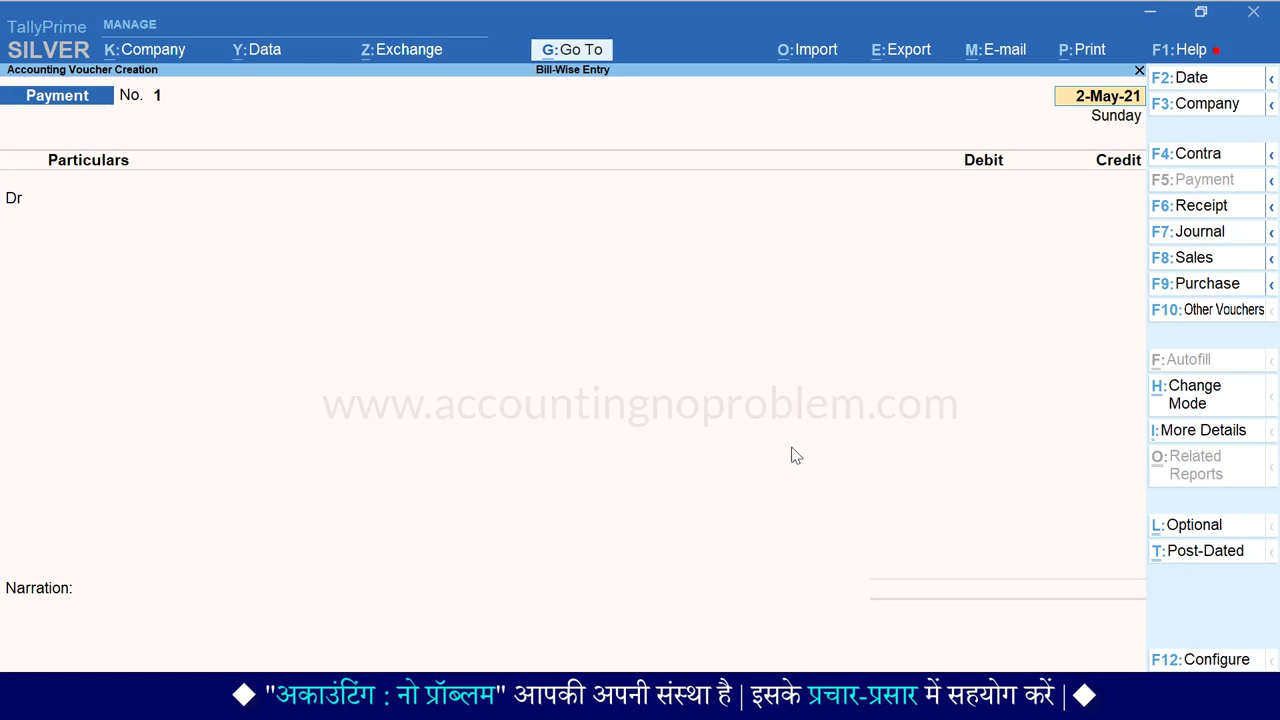 TallyPrime MANAGE
SILVER K:Company Y:Data Z:Exchange G:Go To O:Import E:Export M:E-mail P:Print F1:Help
Accounting Voucher Creation Bill-Wise Entry
Payment No. 1 2-May-21
Sunday
Particulars Debit Credit
Dr
www.accountingnoproblem.com
Narration:
F2:Date
F3:Company
F4:Contra
F5:Payment
F6:Receipt
F7:Journal
F8:Sales
F9:Purchase
F10:Other Vouchers
F:Autofill
H:Change
Mode
I:More Details
O:Related
Reports
L:Optional
T:Post-Dated
F12:Configure
◆ "अकाउंटिंग : नो प्रॉब्लम" आपकी अपनी संस्था है | इसके प्रचार-प्रसार में सहयोग करें | ◆